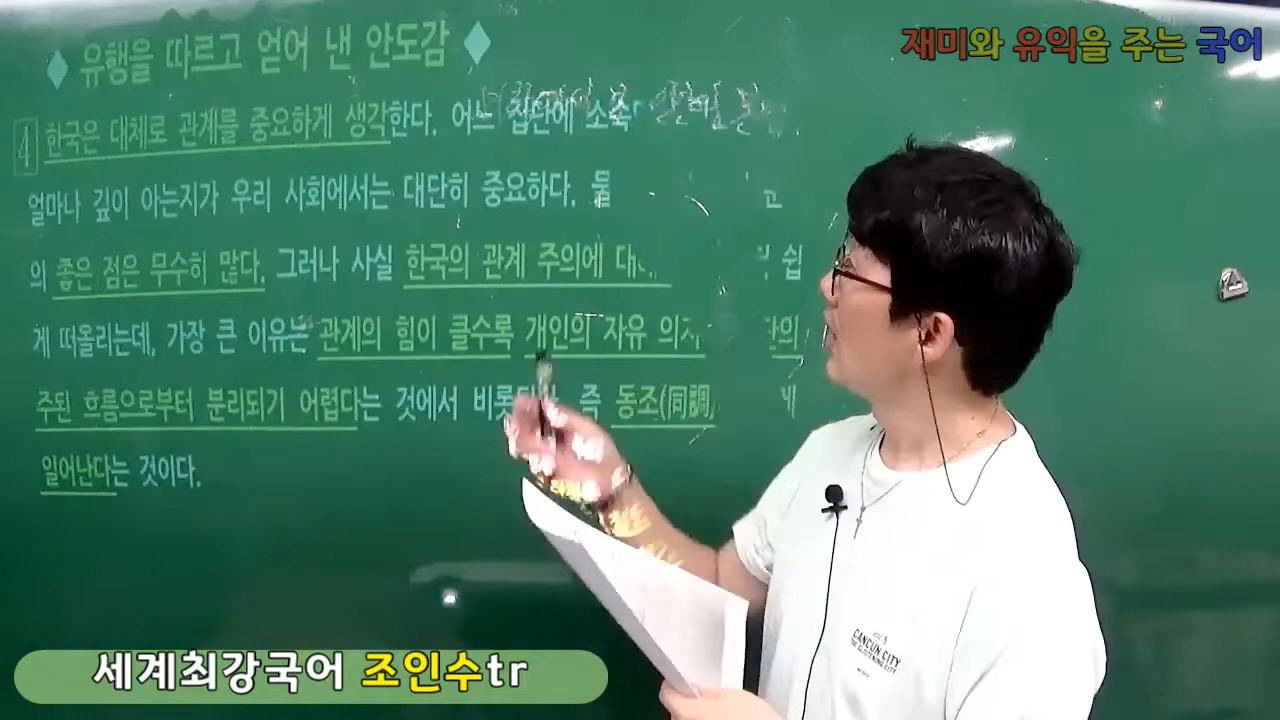 재미와 유익을 주는 국어
♦ 유행을 따르고 얻어 낸 안도감 ♦
4 한국은 대체로 관계를 중요하게 생각한다. 어느 집단에 소속
얼마나 깊이 아는지가 우리 사회에서는 대단히 중요하다. 물 고
의 좋은 점은 무수히 많다. 그러나 사실 한국의 관계 주의에 대 쉽
게 떠올리는데, 가장 큰 이유는 관계의 힘이 클수록 개인의 자유 의지
주된 흐름으로부터 분리되기 어렵다는 것에서 즉 동조(同調) 게
일어난다는 것이다.
CANCUN CITY
세계최강국어 조인수tr